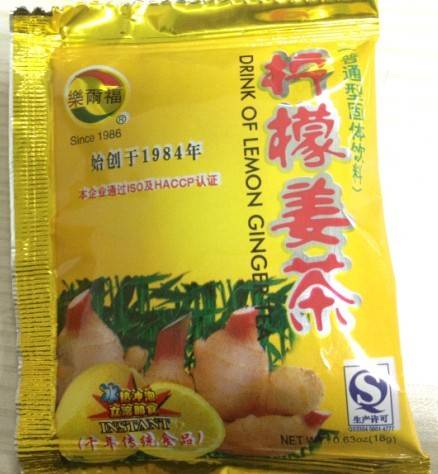 樂爾福
®
Since 1986
始创于1984年
本企业通过ISO及HACCP认证
DRINK OF LEMON GINGER
柠檬姜茶
(普通型固体饮料)
INSTANT
(千年传统食品)
生产许可
NET WT 0.63oz(18g)